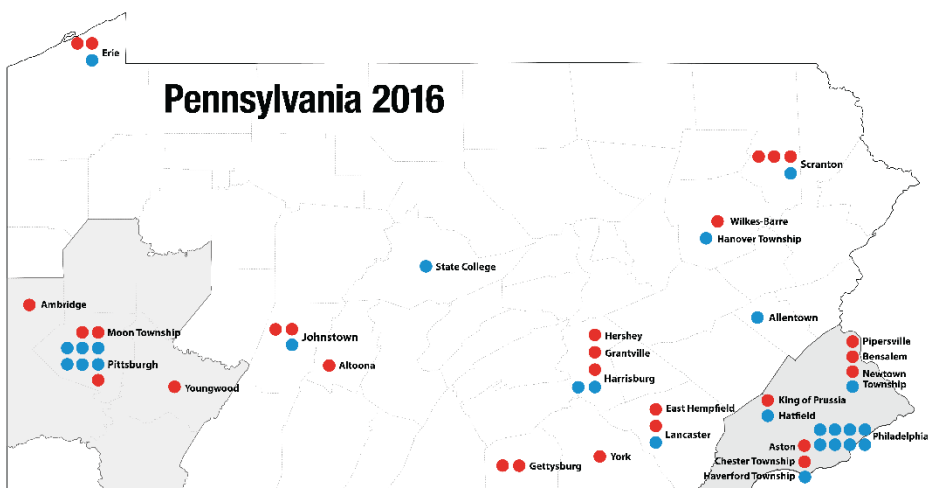 Erie
Pennsylvania 2016
Scranton
Wilkes-Barre
Hanover Township
State College
Ambridge
Allentown
Moon Township
Johnstown
Hershey
Pipersville
Grantville
Bensalem
Pittsburgh
Altoona
Newtown
Township
Harrisburg
Youngwood
King of Prussia
East Hempfield
Hatfield
Lancaster
Philadelphia
Aston
York
Gettysburg
Chester Township
Haverford Township